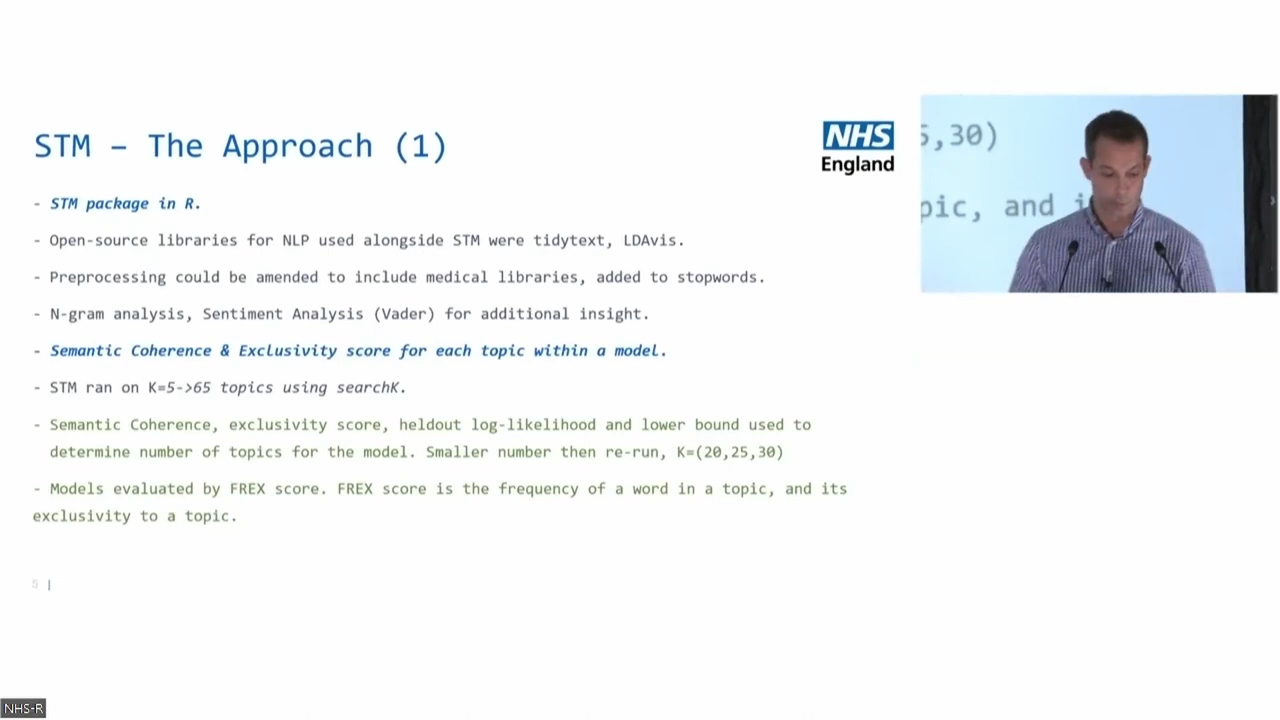 STM – The Approach (1)
NHS
England
- STM package in R.
- Open-source libraries for NLP used alongside STM were tidytext, LDAvis.
- Preprocessing could be amended to include medical libraries, added to stopwords.
- N-gram analysis, Sentiment Analysis (Vader) for additional insight.
- Semantic Coherence & Exclusivity score for each topic within a model.
- STM ran on K=5->65 topics using searchK.
- Semantic Coherence, exclusivity score, heldout log-likelihood and lower bound used to
determine number of topics for the model. Smaller number then re-run, K=(20,25,30)
- Models evaluated by FREX score. FREX score is the frequency of a word in a topic, and its
exclusivity to a topic.
5 |
5,30)
pic, and i
NHS-R